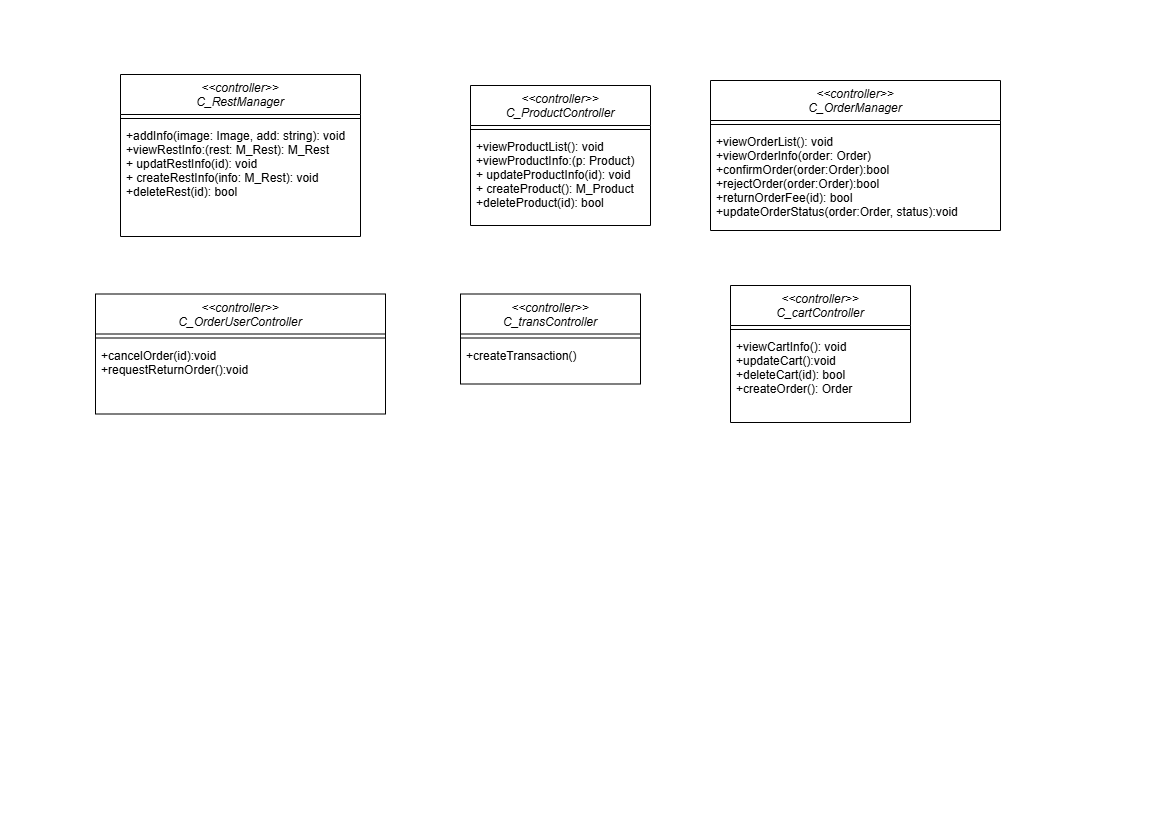 <<controller>>
C_RestManager
+addInfo(image: Image, add: string): void
+viewRestInfo:(rest: M_Rest): M_Rest
+ updatRestInfo(id): void
+ createRestInfo(info: M_Rest): void
+deleteRest(id): bool
<<controller>>
C_ProductController
+viewProductList(): void
+viewProductInfo:(p: Product)
+ updateProductInfo(id): void
+ createProduct(): M_Product
+deleteProduct(id): bool
<<controller>>
C_OrderManager
+viewOrderList(): void
+viewOrderInfo(order: Order)
+confirmOrder(order:Order):bool
+rejectOrder(order:Order):bool
+returnOrderFee(id): bool
+updateOrderStatus(order:Order, status):void
<<controller>>
C_OrderUserController
+cancelOrder(id):void
+requestReturnOrder():void
<<controller>>
C_transController
+createTransaction()
<<controller>>
C_cartController
+viewCartInfo(): void
+updateCart():void
+deleteCart(id): bool
+createOrder(): Order